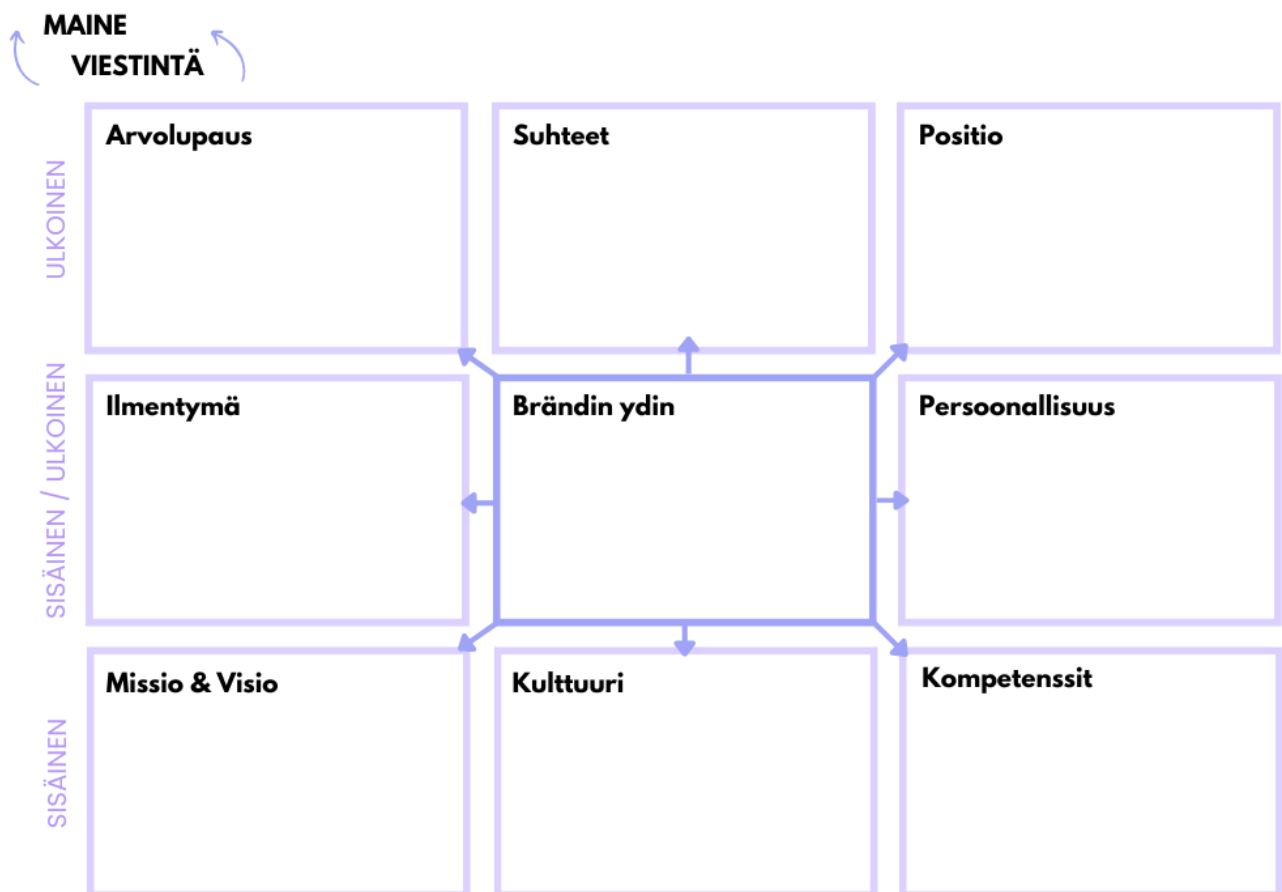 MAINE
VIESTINTÄ
ULKOINEN
Arvolupaus
Suhteet
Positio
SISÄINEN / ULKOINEN
Ilmentymä
Brändin ydin
Persoonallisuus
SISÄINEN
Missio & Visio
Kulttuuri
Kompetenssit